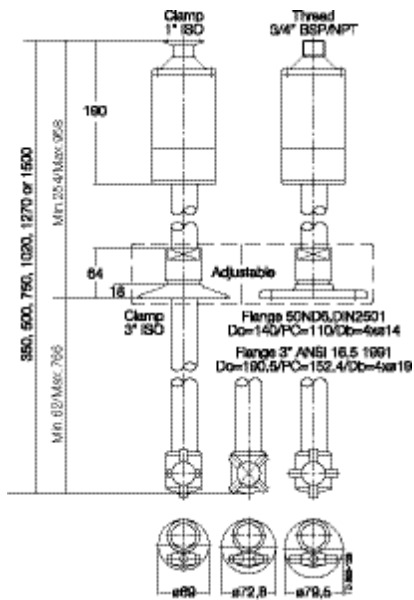 Clamp
1" ISO
Thread
3/4" BSP/NPT
190
350, 500, 750, 1020, 1270 or 1500
Min.254/Max.958
64
18
Adjustable
Clamp
3" ISO
Flange 50ND6,DIN2501
Do=140/PC=110/Db=4xø14
Flange 3" ANSI 16.5 1991
Do=190.5/PC=152.4/Db=4xø19
Min.62/Max.766
ø69
ø72,8
ø79,5